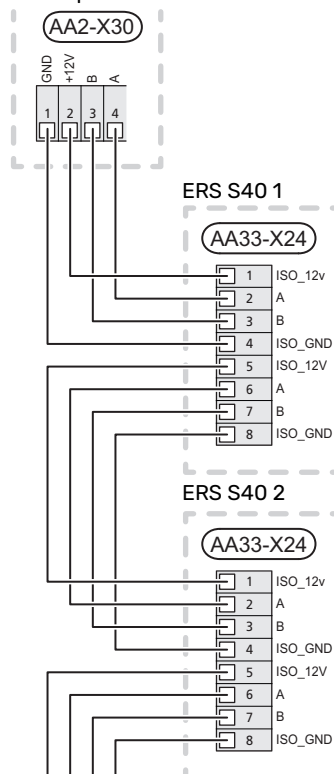 AA2-X30
GND
+12V
B
A
1 2 3 4
ERS S40 1
AA33-X24
1 ISO_12v
2 A
3 B
4 ISO_GND
5 ISO_12V
6 A
7 B
8 ISO_GND
ERS S40 2
AA33-X24
1 ISO_12v
2 A
3 B
4 ISO_GND
5 ISO_12V
6 A
7 B
8 ISO_GND